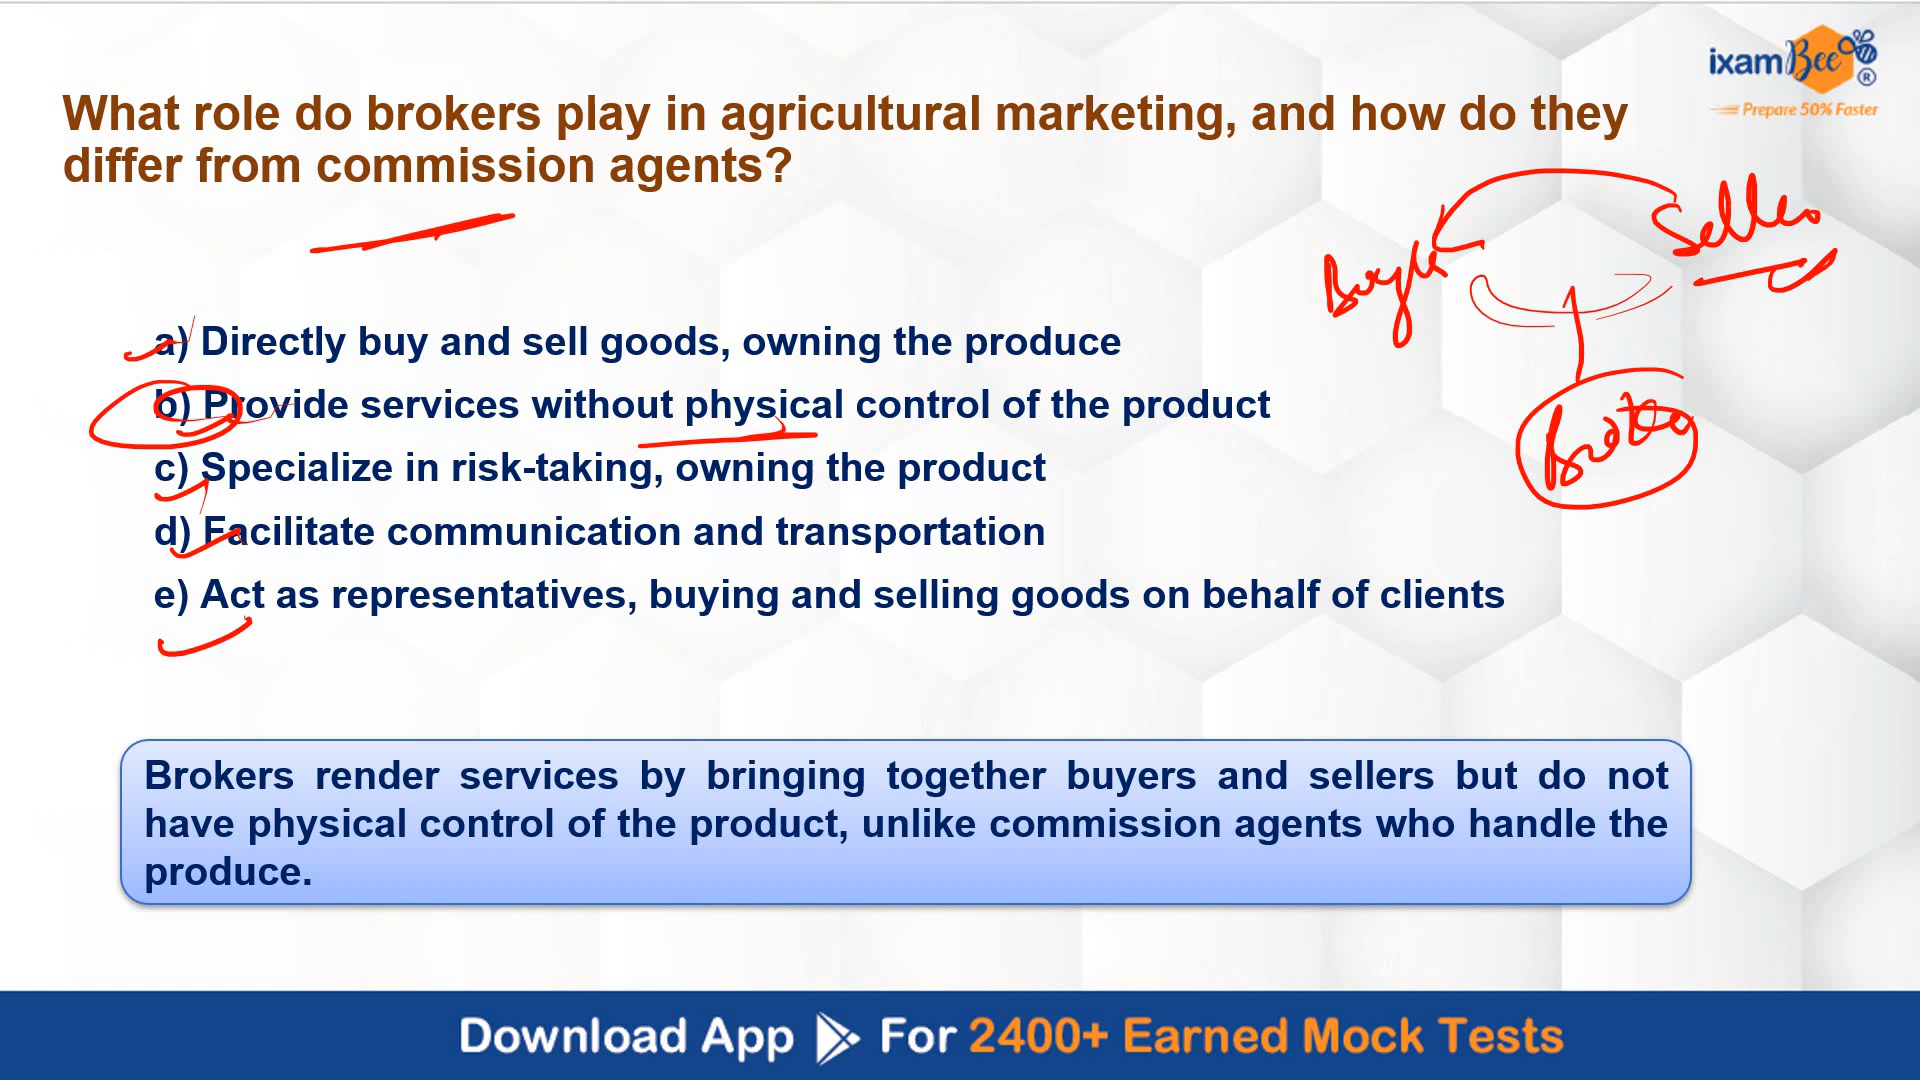 ixamBee
®
Prepare 50% Faster
What role do brokers play in agricultural marketing, and how do they
differ from commission agents?
Seller
Buyer
a) Directly buy and sell goods, owning the produce
b) Provide services without physical control of the product
Broker
c) Specialize in risk-taking, owning the product
d) Facilitate communication and transportation
e) Act as representatives, buying and selling goods on behalf of clients
Brokers render services by bringing together buyers and sellers but do not
have physical control of the product, unlike commission agents who handle the
produce.
Download App For 2400+ Earned Mock Tests